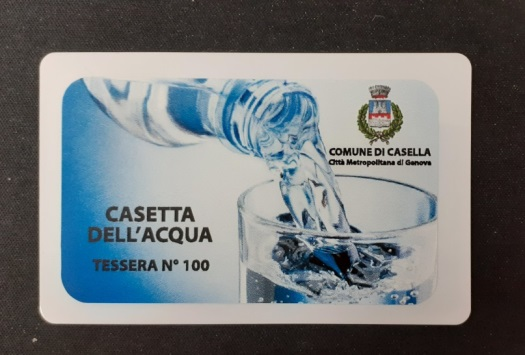 COMUNE DI CASELLA
Città Metropolitana di Genova
CASETTA
DELL'ACQUA
TESSERA N° 100